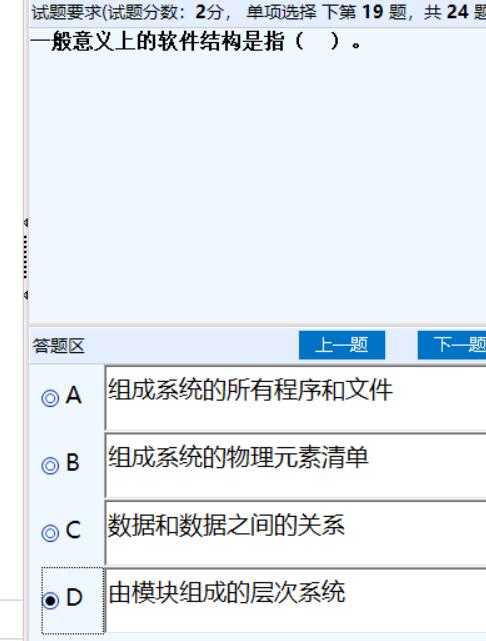 试题要求(试题分数：2分， 单项选择 下第 19 题，共 24 题
一般意义上的软件结构是指（ ）。
答题区 上一题 下一题
A 组成系统的所有程序和文件
B 组成系统的物理元素清单
C 数据和数据之间的关系
D 由模块组成的层次系统